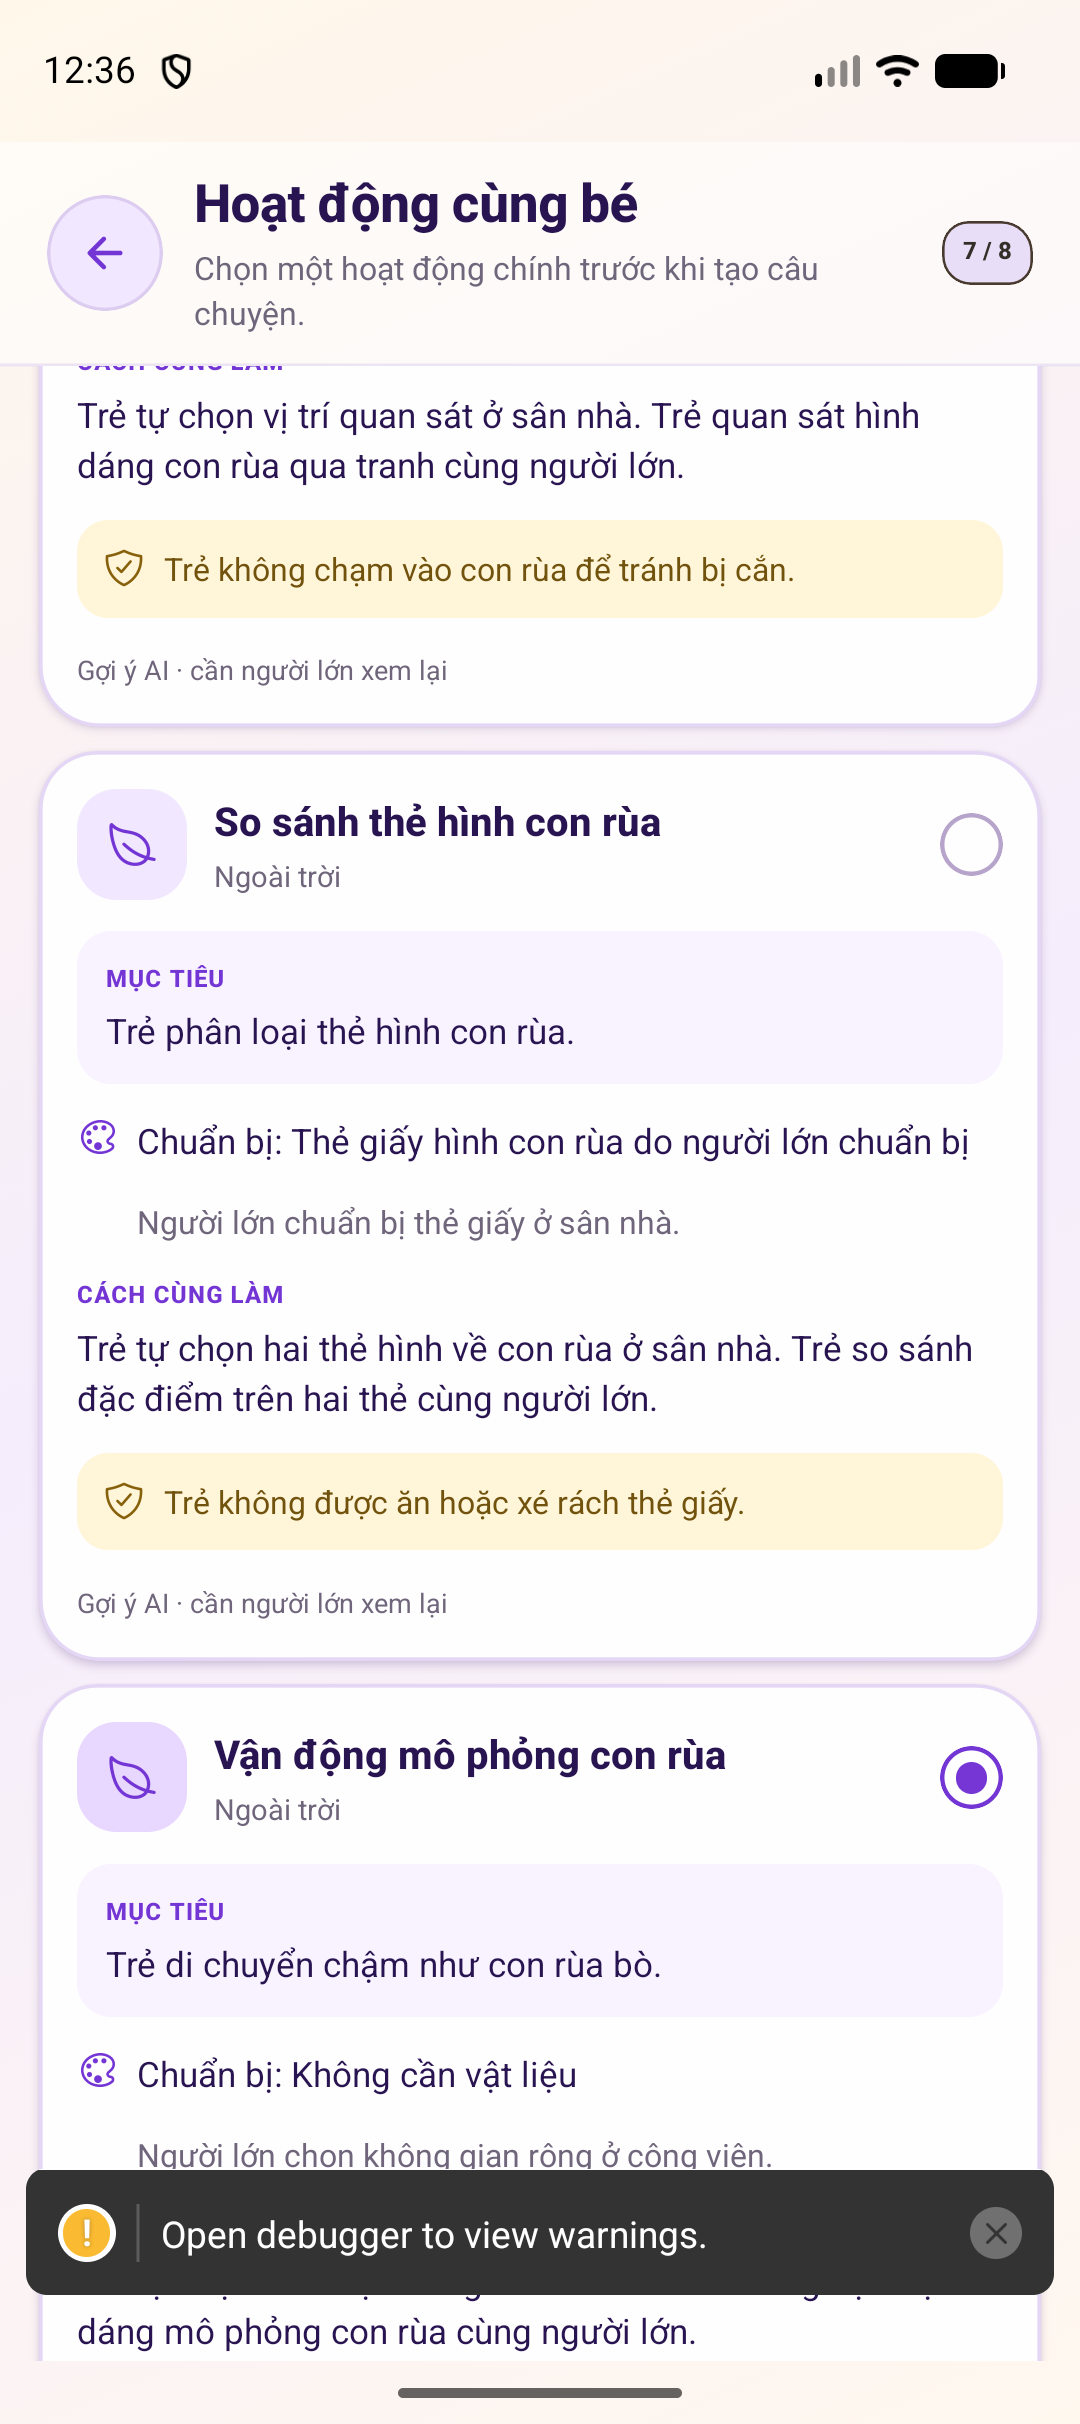 12:36
Hoạt động cùng bé
Chọn một hoạt động chính trước khi tạo câu
chuyện.
7 / 8
CÁCH CÙNG LÀM
Trẻ tự chọn vị trí quan sát ở sân nhà. Trẻ quan sát hình
dáng con rùa qua tranh cùng người lớn.
Trẻ không chạm vào con rùa để tránh bị cắn.
Gợi ý AI · cần người lớn xem lại
So sánh thẻ hình con rùa
Ngoài trời
MỤC TIÊU
Trẻ phân loại thẻ hình con rùa.
Chuẩn bị: Thẻ giấy hình con rùa do người lớn chuẩn bị
Người lớn chuẩn bị thẻ giấy ở sân nhà.
CÁCH CÙNG LÀM
Trẻ tự chọn hai thẻ hình về con rùa ở sân nhà. Trẻ so sánh
đặc điểm trên hai thẻ cùng người lớn.
Trẻ không được ăn hoặc xé rách thẻ giấy.
Gợi ý AI · cần người lớn xem lại
Vận động mô phỏng con rùa
Ngoài trời
MỤC TIÊU
Trẻ di chuyển chậm như con rùa bò.
Chuẩn bị: Không cần vật liệu
Người lớn chọn không gian rộng ở công viên.
Open debugger to view warnings.
dáng mô phỏng con rùa cùng người lớn.